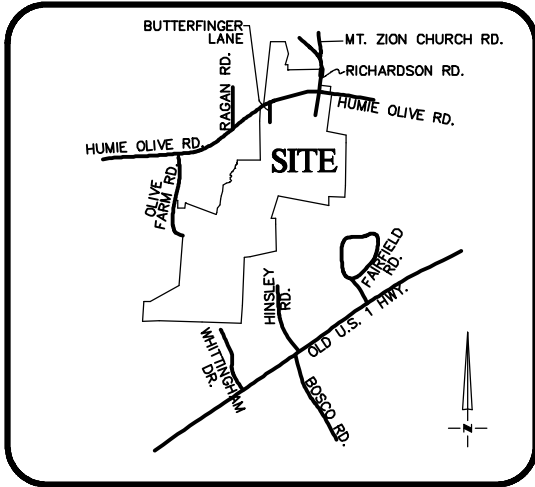 BUTTERFINGER
LANE
MT. ZION CHURCH RD.
RICHARDSON RD.
RAGAN RD.
HUMIE OLIVE RD.
HUMIE OLIVE RD.
SITE
OLIVE
FARM RD.
FAIRFIELD
RD.
HINSLEY
RD.
OLD U.S. 1 HWY.
WHITTINGHAM
DR.
BOSCO RD.
N